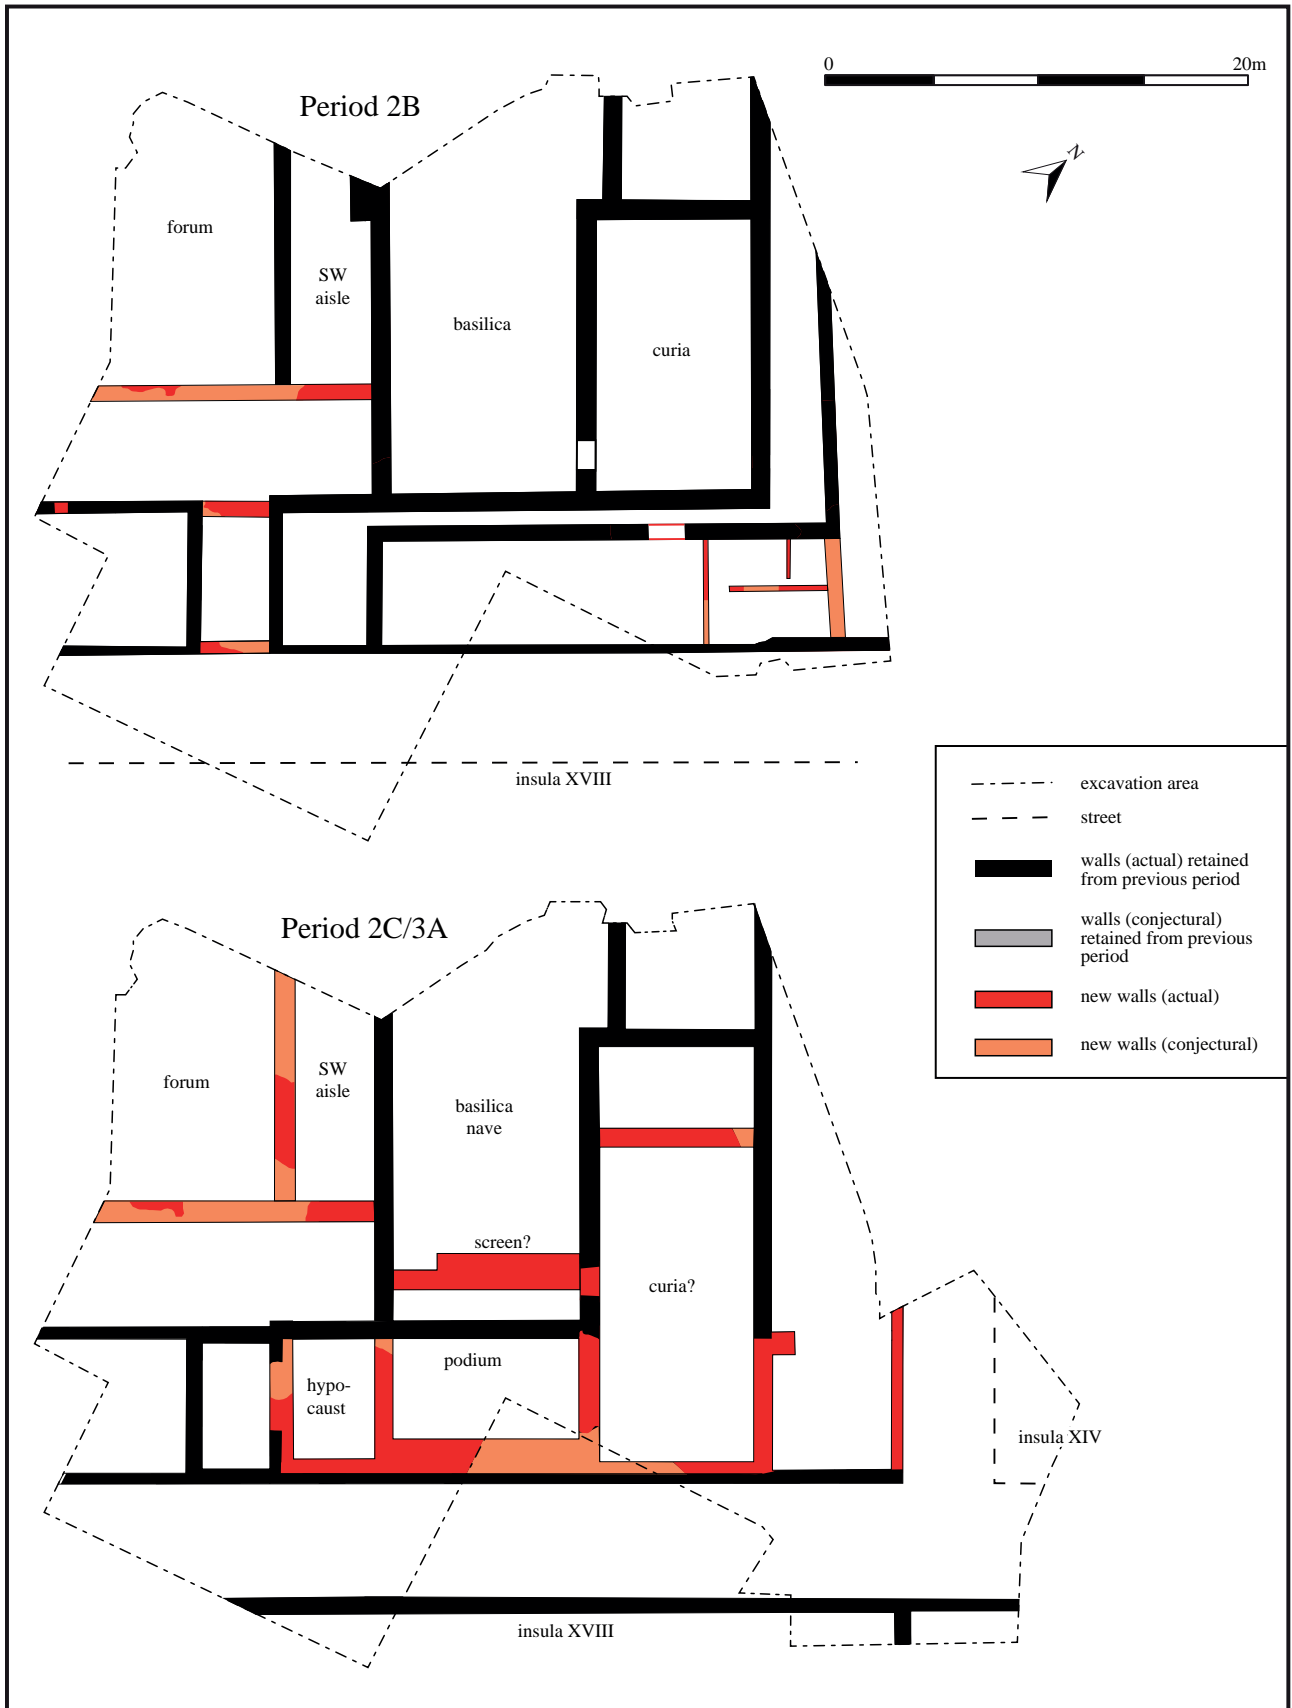 0
20m
Period 2B
N
forum
SW
aisle
basilica
curia
insula XVIII
excavation area
street
walls (actual) retained
from previous period
walls (conjectural)
retained from previous
period
new walls (actual)
new walls (conjectural)
Period 2C/3A
forum
SW
aisle
basilica
nave
screen?
curia?
podium
hypo-
caust
insula XIV
insula XVIII